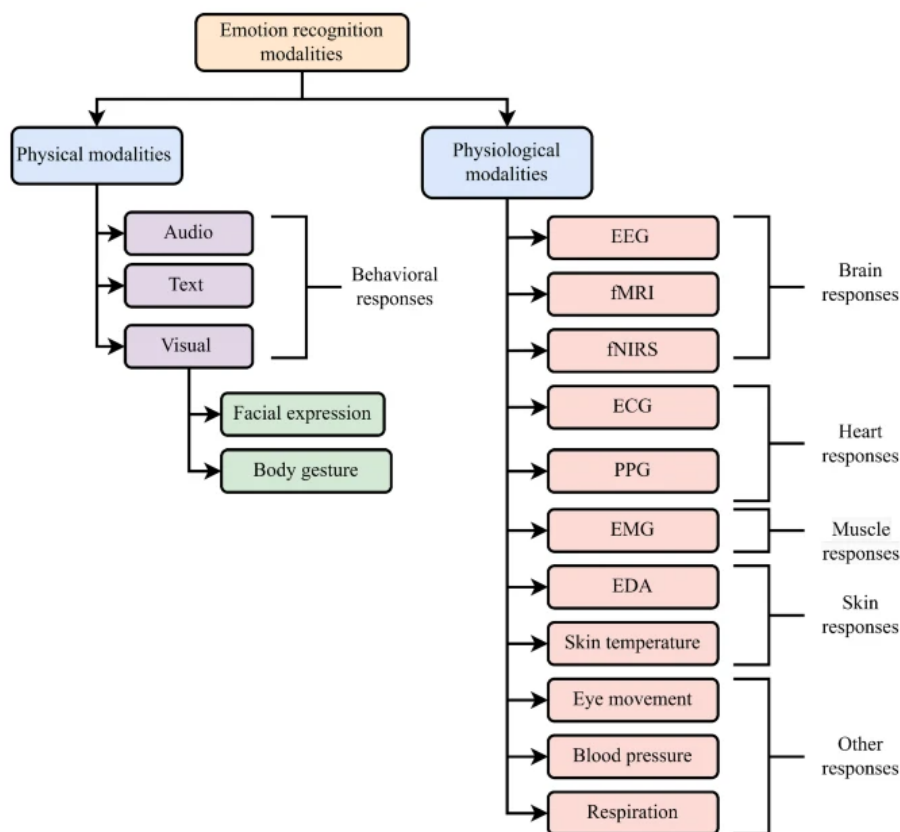 Emotion recognition
modalities
Physical modalities
Physiological
modalities
Audio
Text
Visual
Behavioral
responses
Facial expression
Body gesture
EEG
fMRI
fNIRS
Brain
responses
ECG
PPG
Heart
responses
EMG
Muscle
responses
EDA
Skin temperature
Skin
responses
Eye movement
Blood pressure
Respiration
Other
responses